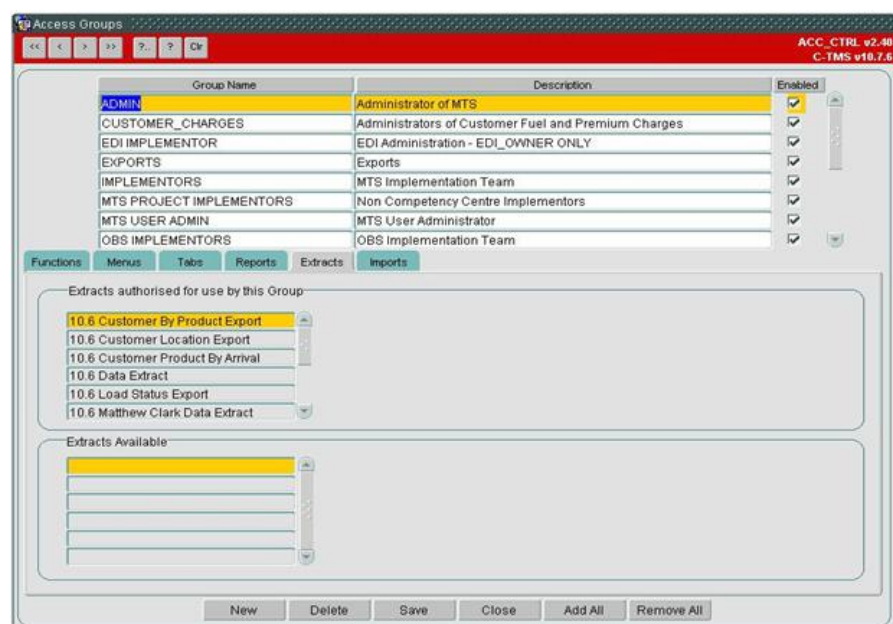 Access Groups
<< < > >> ?.. ? Clr
ACC_CTRL v2.40
C-TMS v10.7.6
Group Name Description Enabled
ADMIN Administrator of MTS
CUSTOMER_CHARGES Administrators of Customer Fuel and Premium Charges
EDI IMPLEMENTOR EDI Administration - EDI_OWNER ONLY
EXPORTS Exports
IMPLEMENTORS MTS Implementation Team
MTS PROJECT IMPLEMENTORS Non Competency Centre Implementors
MTS USER ADMIN MTS User Administrator
OBS IMPLEMENTORS OBS Implementation Team
Functions Menus Tabs Reports Extracts Imports
Extracts authorised for use by this Group
10.6 Customer By Product Export
10.6 Customer Location Export
10.6 Customer Product By Arrival
10.6 Data Extract
10.6 Load Status Export
10.6 Matthew Clark Data Extract
Extracts Available
New Delete Save Close Add All Remove All